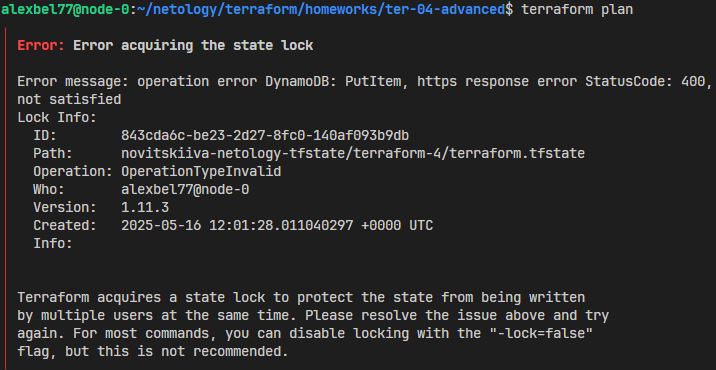 alexbel77@node-0:~/netology/terraform/homeworks/ter-04-advanced$ terraform plan
Error: Error acquiring the state lock
Error message: operation error DynamoDB: PutItem, https response error StatusCode: 400,
not satisfied
Lock Info:
ID: 843cda6c-be23-2d27-8fc0-140af093b9db
Path: novitskiiva-netology-tfstate/terraform-4/terraform.tfstate
Operation: OperationTypeInvalid
Who: alexbel77@node-0
Version: 1.11.3
Created: 2025-05-16 12:01:28.011040297 +0000 UTC
Info:
Terraform acquires a state lock to protect the state from being written
by multiple users at the same time. Please resolve the issue above and try
again. For most commands, you can disable locking with the "-lock=false"
flag, but this is not recommended.